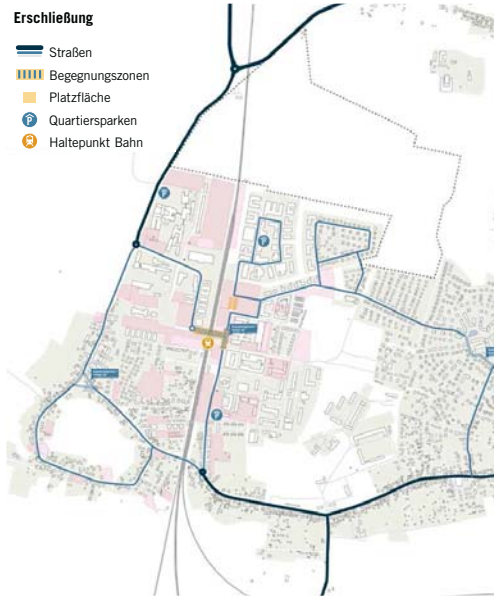 Erschließung
Straßen
Begegnungszonen
Platzfläche
P
Quartiersparken
Haltepunkt Bahn
P
P
P